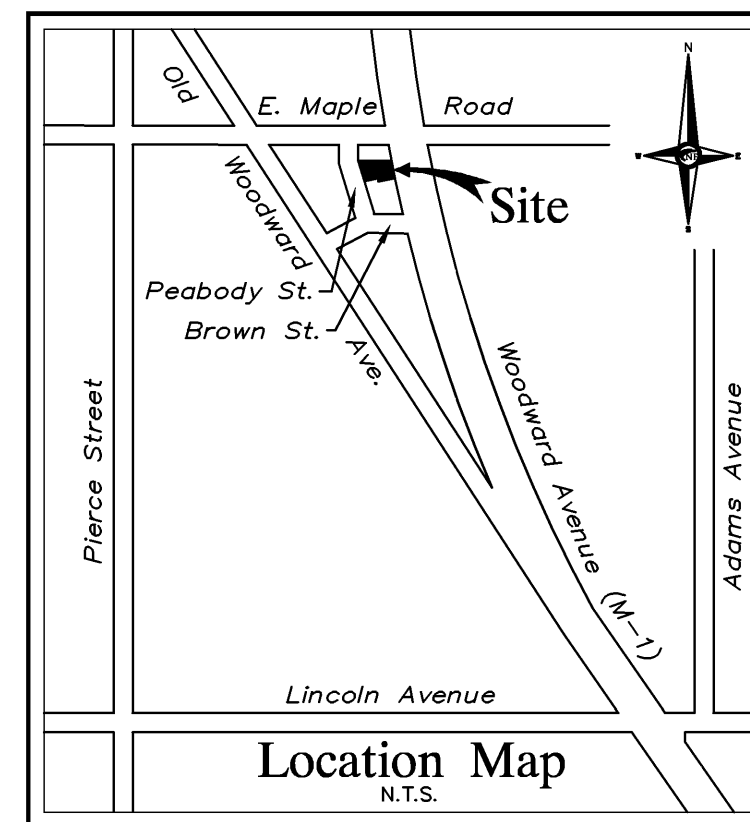 N
W
E
S
NF
Old
Woodward
Ave.
E. Maple Road
Site
Peabody St.
Brown St.
Pierce Street
Woodward Avenue (M-1)
Adams Avenue
Lincoln Avenue
Location Map
N.T.S.